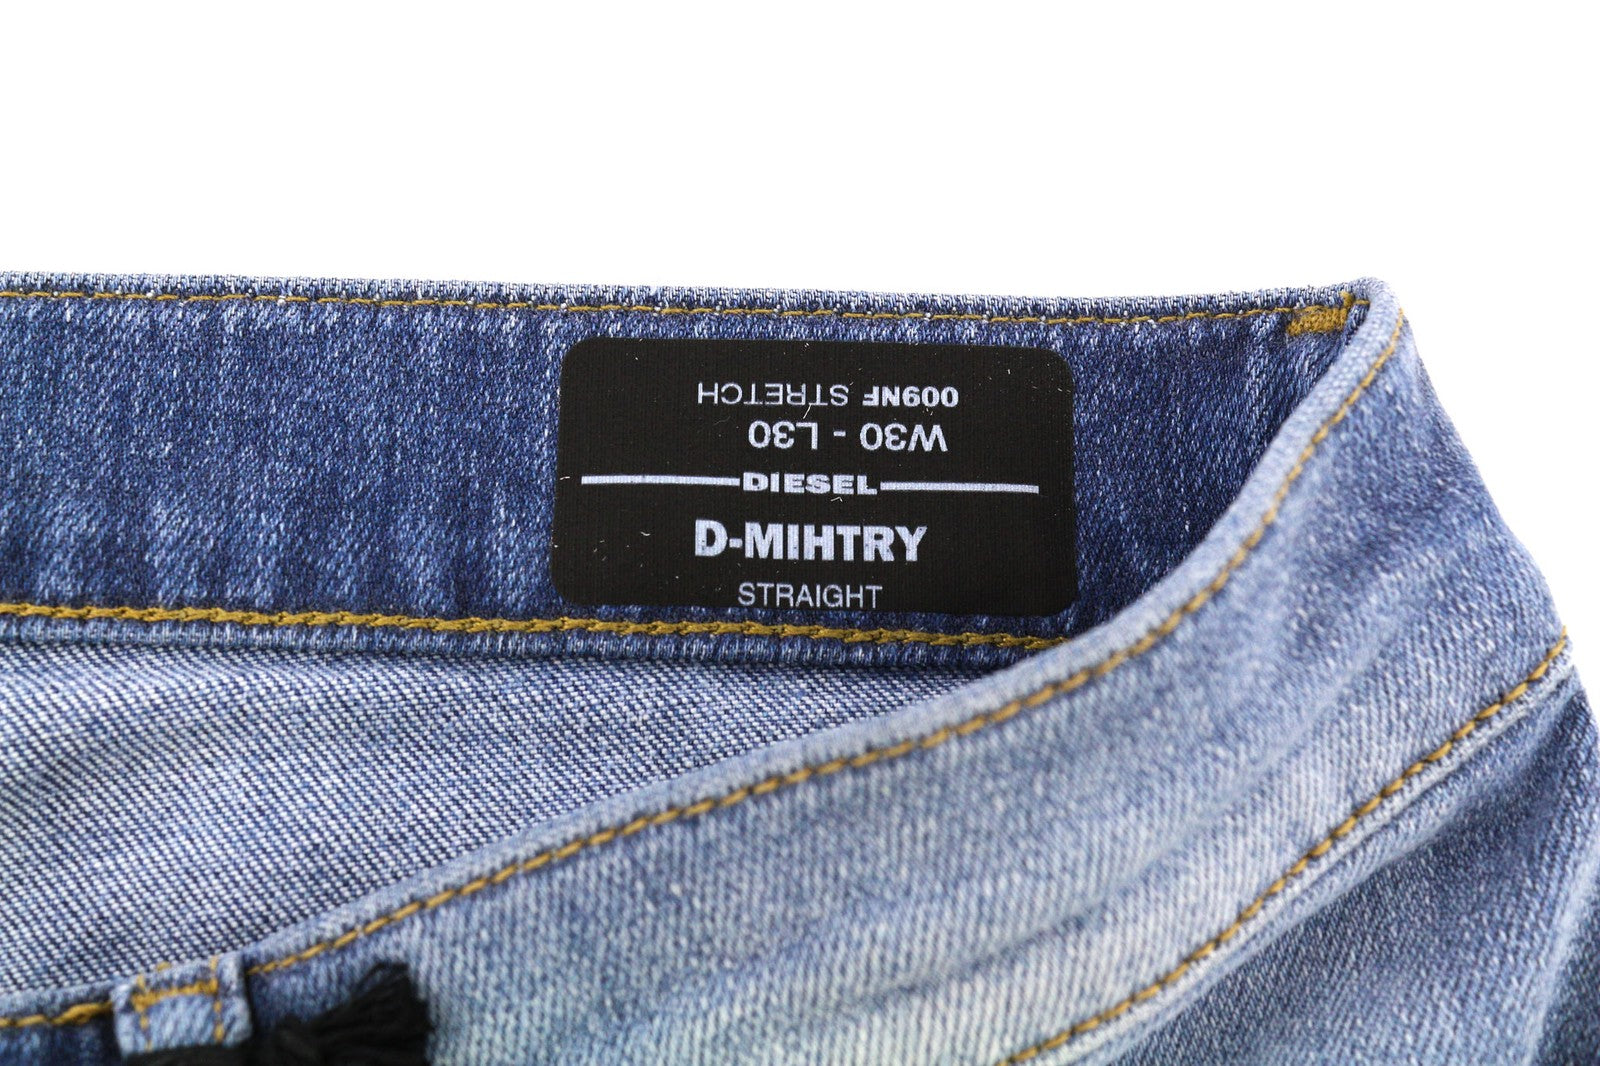 009NF STRETCH
W30 - L30
DIESEL
D-MIHTRY
STRAIGHT